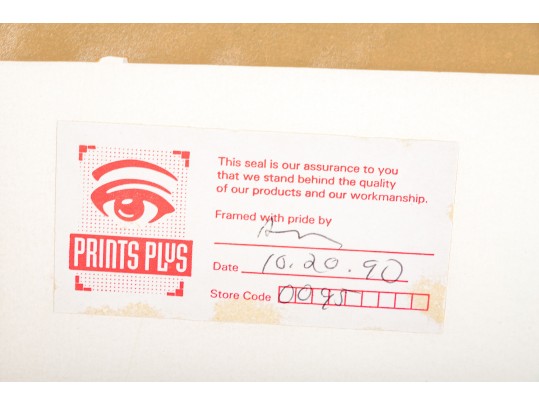 This seal is our assurance to you
that we stand behind the quality
of our products and our workmanship.
Framed with pride by
PRINTS PLUS
Date 10.20.90
Store Code 0095